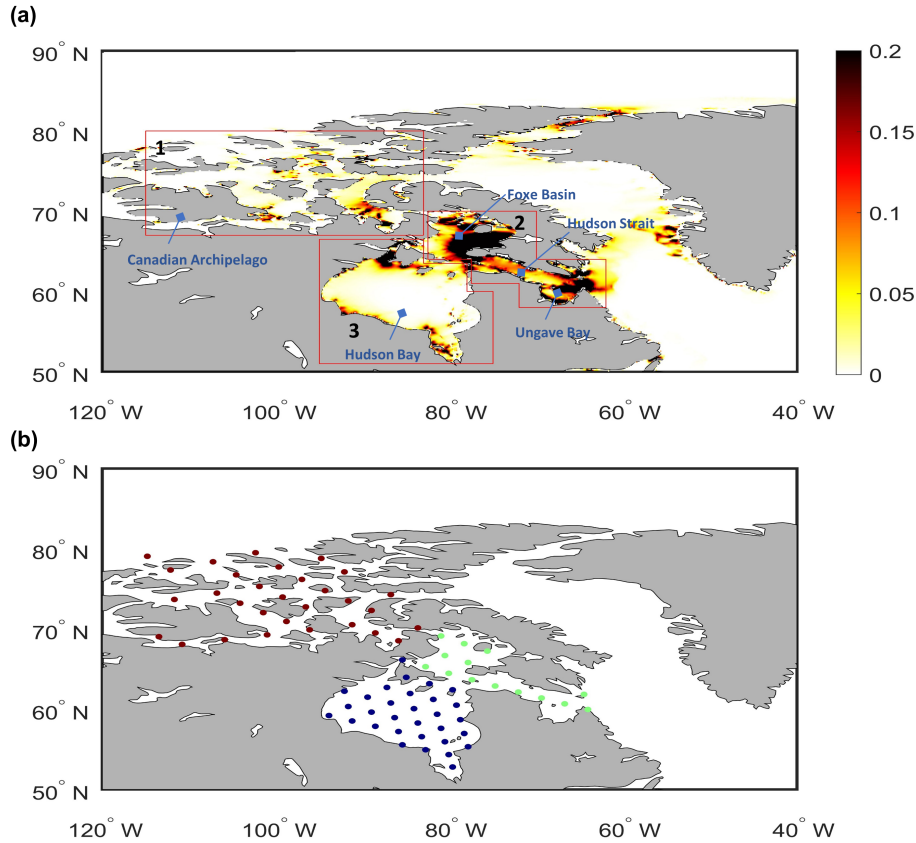 (a)
90° N
80° N
70° N
60° N
50° N
120° W
100° W
80° W
60° W
40° W
1
2
3
Foxe Basin
Hudson Strait
Canadian Archipelago
Ungave Bay
Hudson Bay
0.2
0.15
0.1
0.05
0
(b)
90° N
80° N
70° N
60° N
50° N
120° W
100° W
80° W
60° W
40° W